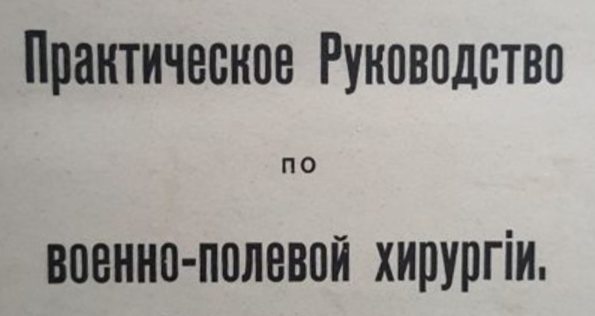 Практическое Руководство
по
военно-полевой хирургіи.